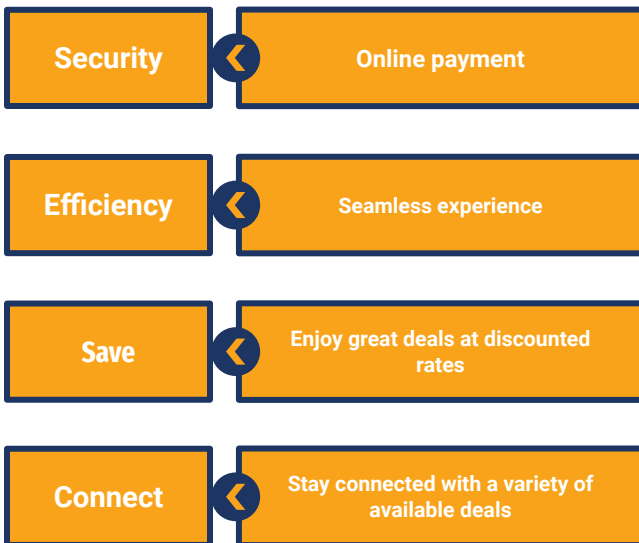 Security
Online payment
Efficiency
Seamless experience
Save
Enjoy great deals at discounted
rates
Connect
Stay connected with a variety of
available deals